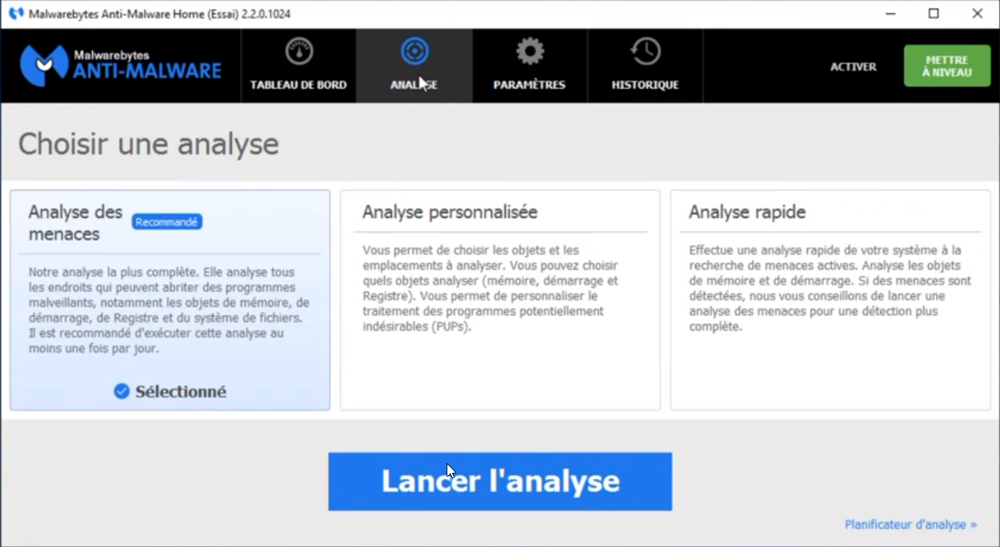 Malwarebytes Anti-Malware Home (Essai) 2.2.0.1024
Malwarebytes
ANTI-MALWARE
TABLEAU DE BORD
ANALYSE
PARAMÈTRES
HISTORIQUE
ACTIVER
METTRE
À NIVEAU
Choisir une analyse
Analyse des
menaces
Recommandé
Notre analyse la plus complète. Elle analyse tous
les endroits qui peuvent abriter des programmes
malveillants, notamment les objets de mémoire, de
démarrage, de Registre et du système de fichiers.
Il est recommandé d'exécuter cette analyse au
moins une fois par jour.
Sélectionné
Analyse personnalisée
Vous permet de choisir les objets et les
emplacements à analyser. Vous pouvez choisir
quels objets analyser (mémoire, démarrage et
Registre). Vous permet de personnaliser le
traitement des programmes potentiellement
indésirables (PUPs).
Analyse rapide
Effectue une analyse rapide de votre système à la
recherche de menaces actives. Analyse les objets
de mémoire et de démarrage. Si des menaces sont
détectées, nous vous conseillons de lancer une
analyse des menaces pour une détection plus
complète.
Lancer l'analyse
Planificateur d'analyse »